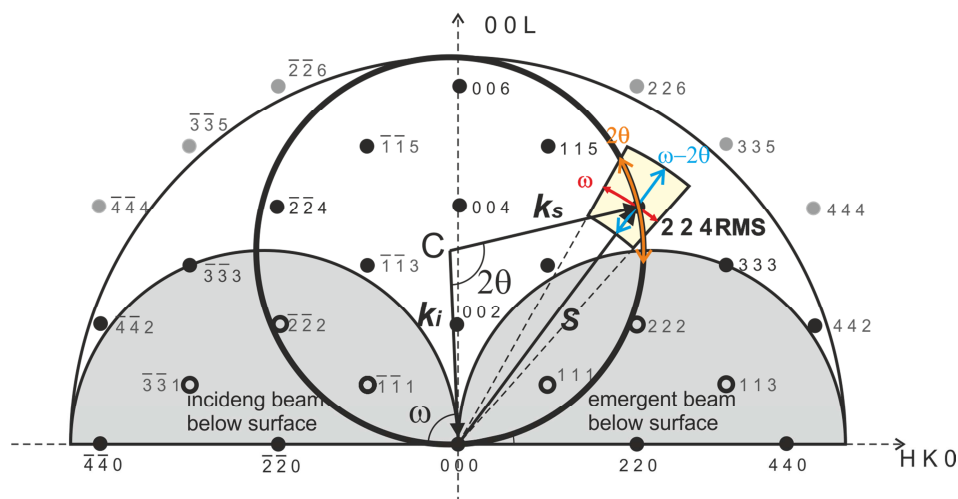 0 0 L
2̅ 2̅ 6
0 0 6
2 2 6
3̅ 3̅ 5
1̅ 1̅ 5
1 1 5
2θ
ω−2θ
3 3 5
ω
4̅ 4̅ 4
2̅ 2̅ 4
0 0 4
ks
2 2 4 RMS
4 4 4
C
3̅ 3̅ 3
1̅ 1̅ 3
2θ
3 3 3
4̅ 4̅ 2
2̅ 2̅ 2
ki
0 0 2
S
2 2 2
4 4 2
3̅ 3̅ 1
1̅ 1̅ 1
1 1 1
1 1 3
incideng beam
below surface
ω
emergent beam
below surface
4̅ 4̅ 0
2̅ 2̅ 0
0 0 0
2 2 0
4 4 0
H K 0